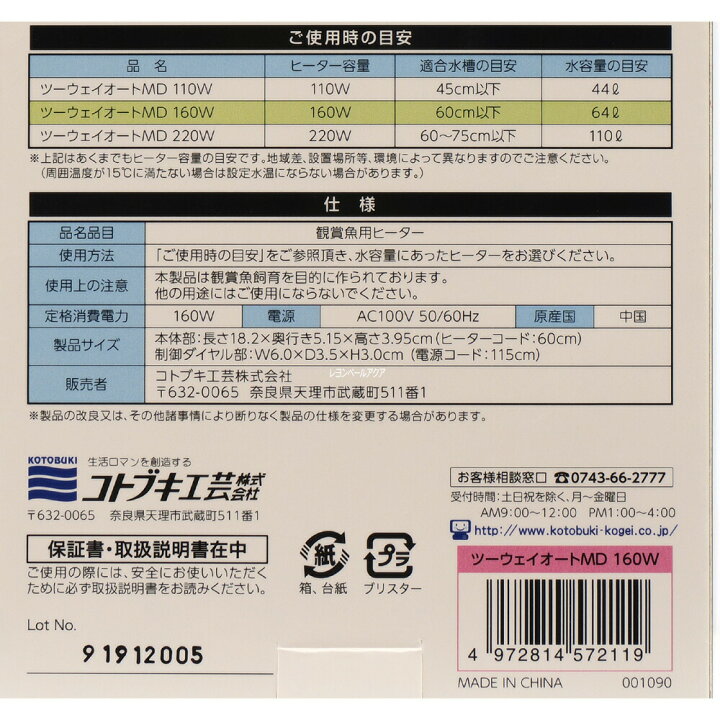 ご使用時の目安
品 名 ヒーター容量 適合水槽の目安 水容量の目安
ツーウェイオートMD 110W 110W 45cm以下 44ℓ
ツーウェイオートMD 160W 160W 60cm以下 64ℓ
ツーウェイオートMD 220W 220W 60〜75cm以下 110ℓ
※上記はあくまでもヒーター容量の目安です。地域差、設置場所等、環境によって異なりますのでご注意ください。
(周囲温度が15℃に満たない場合は設定水温にならない場合があります。)
仕 様
品名品目 観賞魚用ヒーター
使用方法 「ご使用時の目安」をご参照頂き、水容量にあったヒーターをお選びください。
使用上の注意 本製品は観賞魚飼育を目的に作られております。
他の用途にはご使用にならないでください。
定格消費電力 160W 電源 AC100V 50/60Hz 原産国 中国
製品サイズ 本体部:長さ18.2×奥行き5.15×高さ3.95cm(ヒーターコード:60cm)
制御ダイヤル部:W6.0×D3.5×H3.0cm (電源コード:115cm)
レヨンベールアクア
販売者 コトブキ工芸株式会社
〒632-0065 奈良県天理市武蔵町511番1
※製品の改良又は、その他諸事情により断りなく製品の仕様を変更する場合があります。
KOTOBUKI 生活ロマンを創造する
コトブキ工芸株式会社
〒632-0065 奈良県天理市武蔵町511番1
お客様相談窓口 ☎0743-66-2777
受付時間:土日祝を除く、月〜金曜日
AM9:00〜12:00 PM1:00〜4:00
http://www.kotobuki-kogei.co.jp/
保証書・取扱説明書在中
ご使用の際には、安全にお使いいただく
ために必ず取扱説明書をお読みください。
紙
箱、台紙
プラ
ブリスター
ツーウェイオートMD 160W
Lot No.
91912005
4 972814 572119
MADE IN CHINA 001090